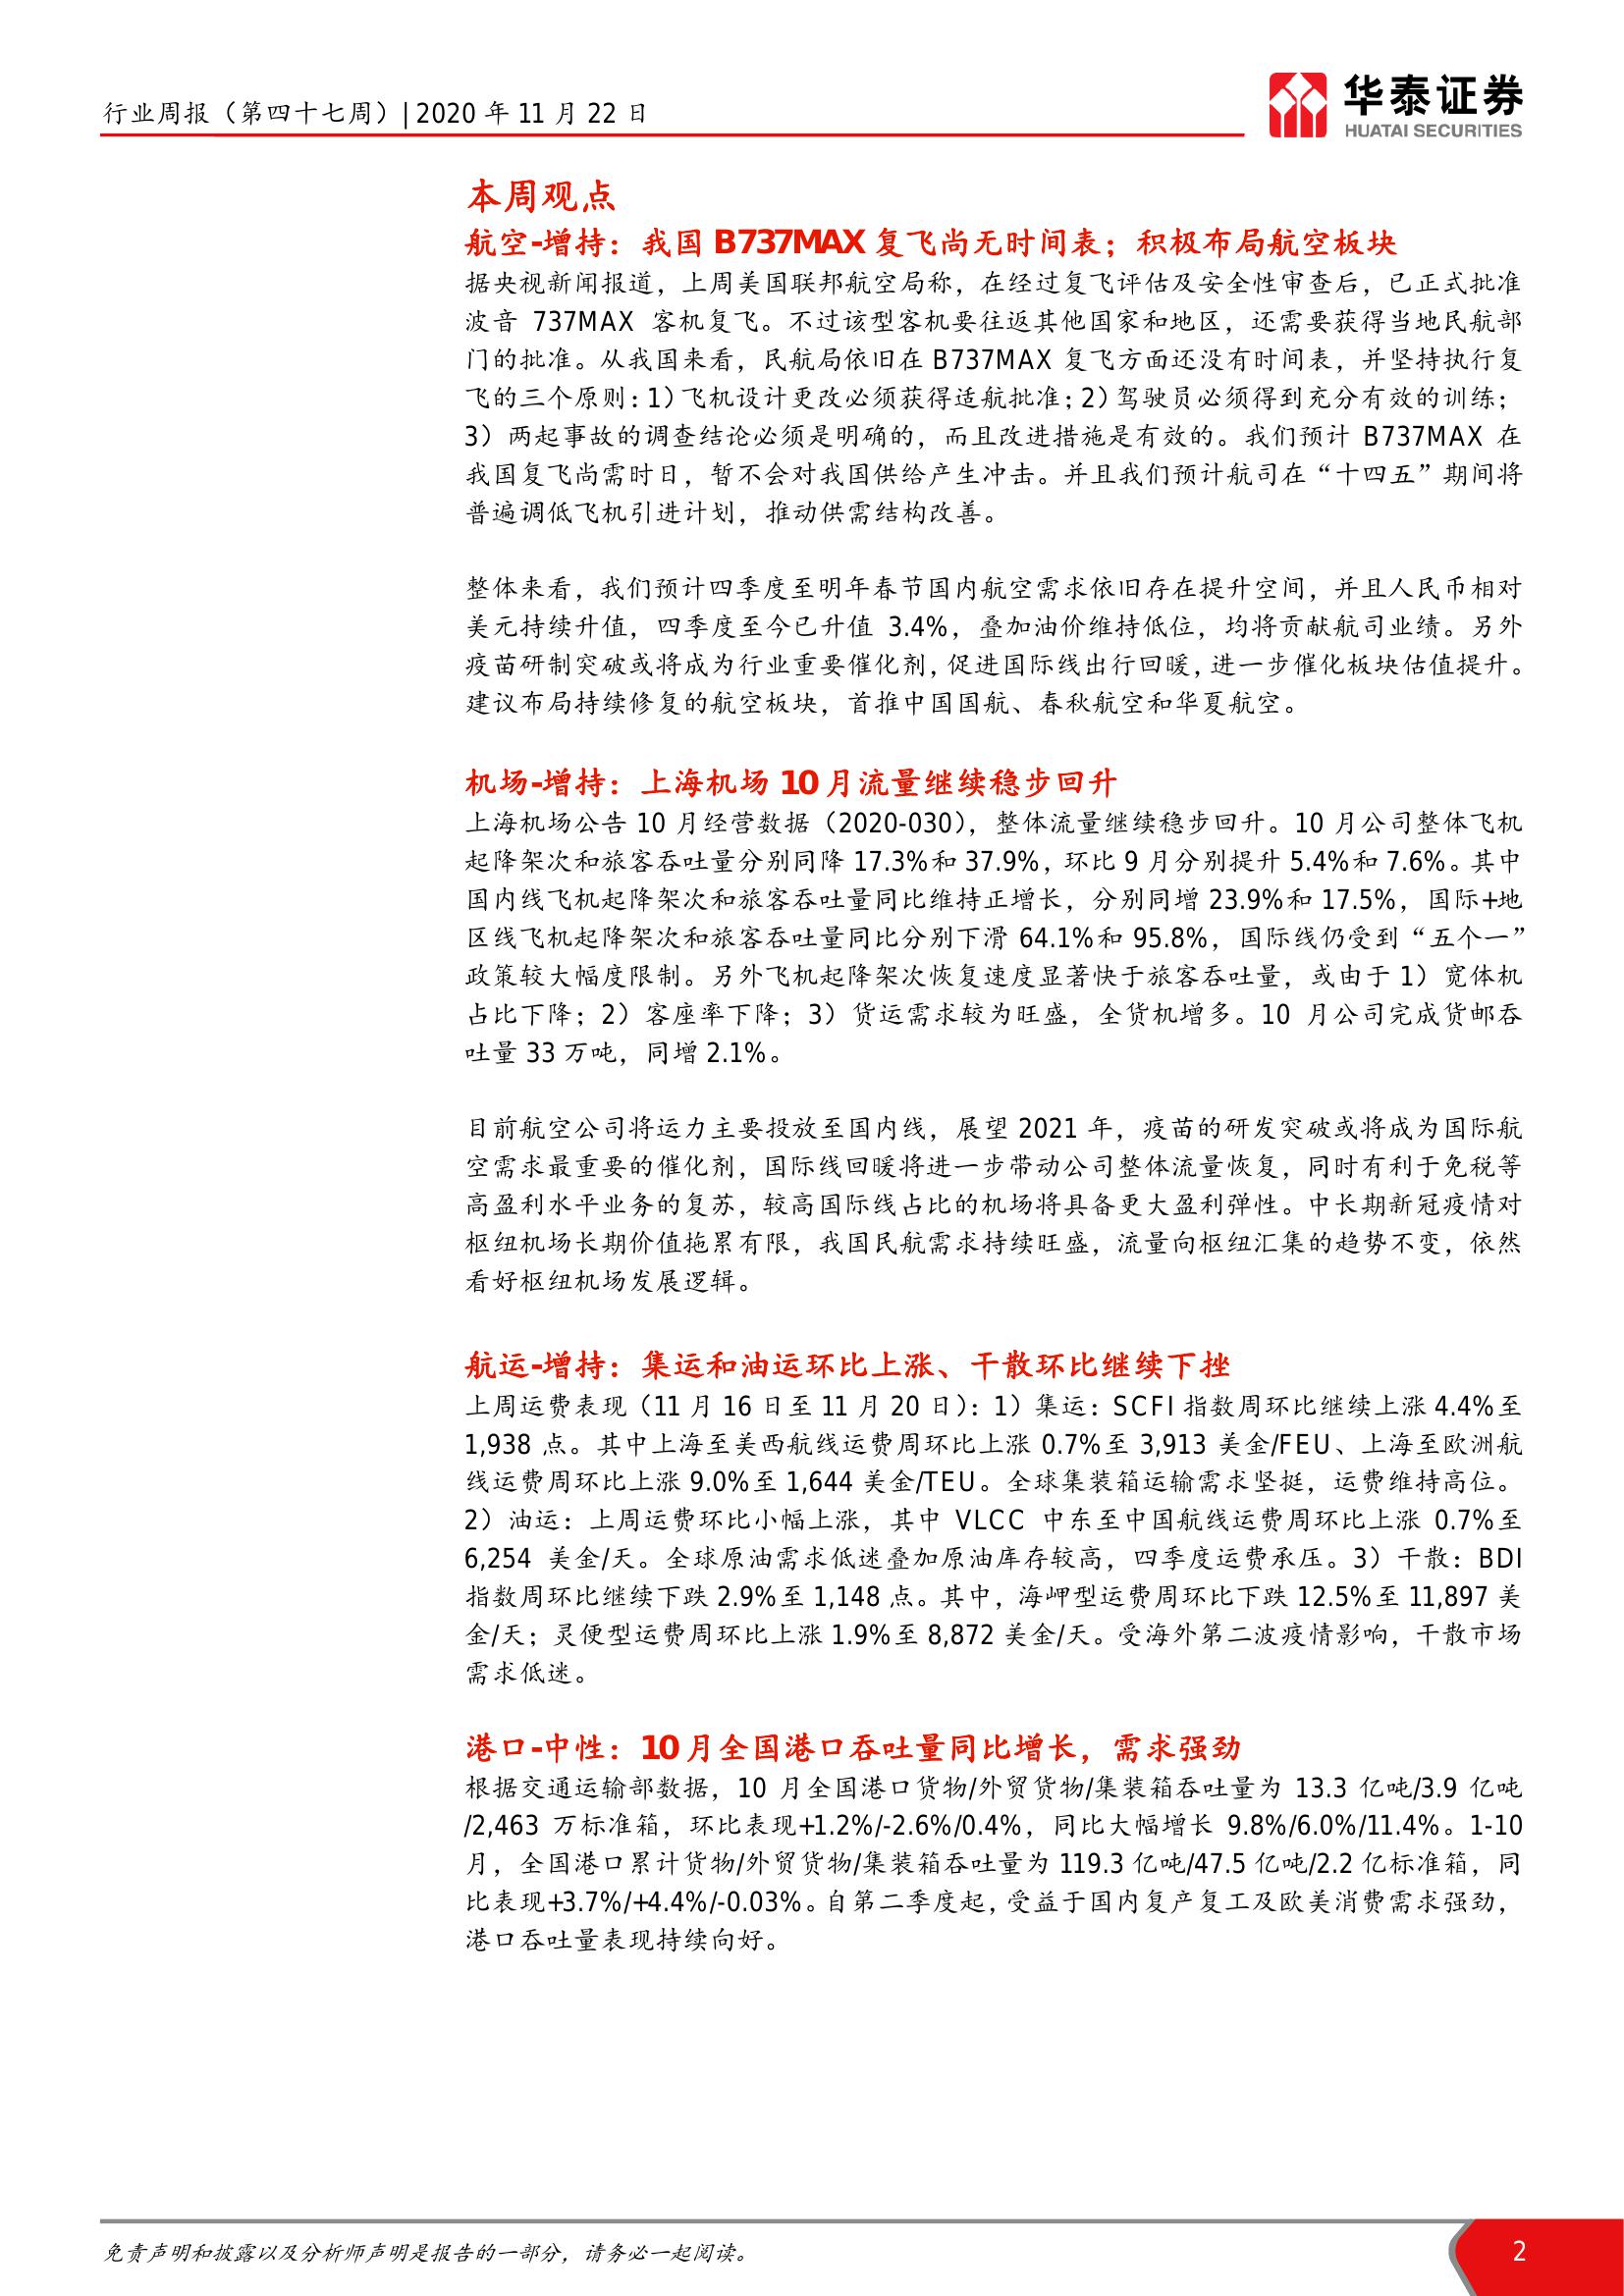 行业周报（第四十七周）| 2020 年 11 月 22 日
华泰证券
HUATAI SECURITIES
本周观点
航空-增持：我国 B737MAX 复飞尚无时间表；积极布局航空板块
据央视新闻报道，上周美国联邦航空局称，在经过复飞评估及安全性审查后，已正式批准
波音 737MAX 客机复飞。不过该型客机要往返其他国家和地区，还需要获得当地民航部
门的批准。从我国来看，民航局依旧在 B737MAX 复飞方面还没有时间表，并坚持执行复
飞的三个原则：1）飞机设计更改必须获得适航批准；2）驾驶员必须得到充分有效的训练；
3）两起事故的调查结论必须是明确的，而且改进措施是有效的。我们预计 B737MAX 在
我国复飞尚需时日，暂不会对我国供给产生冲击。并且我们预计航司在“十四五”期间将
普遍调低飞机引进计划，推动供需结构改善。
整体来看，我们预计四季度至明年春节国内航空需求依旧存在提升空间，并且人民币相对
美元持续升值，四季度至今已升值 3.4%，叠加油价维持低位，均将贡献航司业绩。另外
疫苗研制突破或将成为行业重要催化剂，促进国际线出行回暖，进一步催化板块估值提升。
建议布局持续修复的航空板块，首推中国国航、春秋航空和华夏航空。
机场-增持：上海机场 10 月流量继续稳步回升
上海机场公告 10 月经营数据（2020-030），整体流量继续稳步回升。10 月公司整体飞机
起降架次和旅客吞吐量分别同降 17.3%和 37.9%，环比 9 月分别提升 5.4%和 7.6%。其中
国内线飞机起降架次和旅客吞吐量同比维持正增长，分别同增 23.9%和 17.5%，国际+地
区线飞机起降架次和旅客吞吐量同比分别下滑 64.1%和 95.8%，国际线仍受到“五个一”
政策较大幅度限制。另外飞机起降架次恢复速度显著快于旅客吞吐量，或由于 1）宽体机
占比下降；2）客座率下降；3）货运需求较为旺盛，全货机增多。10 月公司完成货邮吞
吐量 33 万吨，同增 2.1%。
目前航空公司将运力主要投放至国内线，展望 2021 年，疫苗的研发突破或将成为国际航
空需求最重要的催化剂，国际线回暖将进一步带动公司整体流量恢复，同时有利于免税等
高盈利水平业务的复苏，较高国际线占比的机场将具备更大盈利弹性。中长期新冠疫情对
枢纽机场长期价值拖累有限，我国民航需求持续旺盛，流量向枢纽汇集的趋势不变，依然
看好枢纽机场发展逻辑。
航运-增持：集运和油运环比上涨、干散环比继续下挫
上周运费表现（11 月 16 日至 11 月 20 日）：1）集运：SCFI 指数周环比继续上涨 4.4%至
1,938 点。其中上海至美西航线运费周环比上涨 0.7%至 3,913 美金/FEU、上海至欧洲航
线运费周环比上涨 9.0%至 1,644 美金/TEU。全球集装箱运输需求坚挺，运费维持高位。
2）油运：上周运费环比小幅上涨，其中 VLCC 中东至中国航线运费周环比上涨 0.7%至
6,254 美金/天。全球原油需求低迷叠加原油库存较高，四季度运费承压。3）干散：BDI
指数周环比继续下跌 2.9%至 1,148 点。其中，海岬型运费周环比下跌 12.5%至 11,897 美
金/天；灵便型运费周环比上涨 1.9%至 8,872 美金/天。受海外第二波疫情影响，干散市场
需求低迷。
港口-中性：10 月全国港口吞吐量同比增长，需求强劲
根据交通运输部数据，10 月全国港口货物/外贸货物/集装箱吞吐量为 13.3 亿吨/3.9 亿吨
/2,463 万标准箱，环比表现+1.2%/-2.6%/0.4%，同比大幅增长 9.8%/6.0%/11.4%。1-10
月，全国港口累计货物/外贸货物/集装箱吞吐量为 119.3 亿吨/47.5 亿吨/2.2 亿标准箱，同
比表现+3.7%/+4.4%/-0.03%。自第二季度起，受益于国内复产复工及欧美消费需求强劲，
港口吞吐量表现持续向好。
免责声明和披露以及分析师声明是报告的一部分，请务必一起阅读。
2